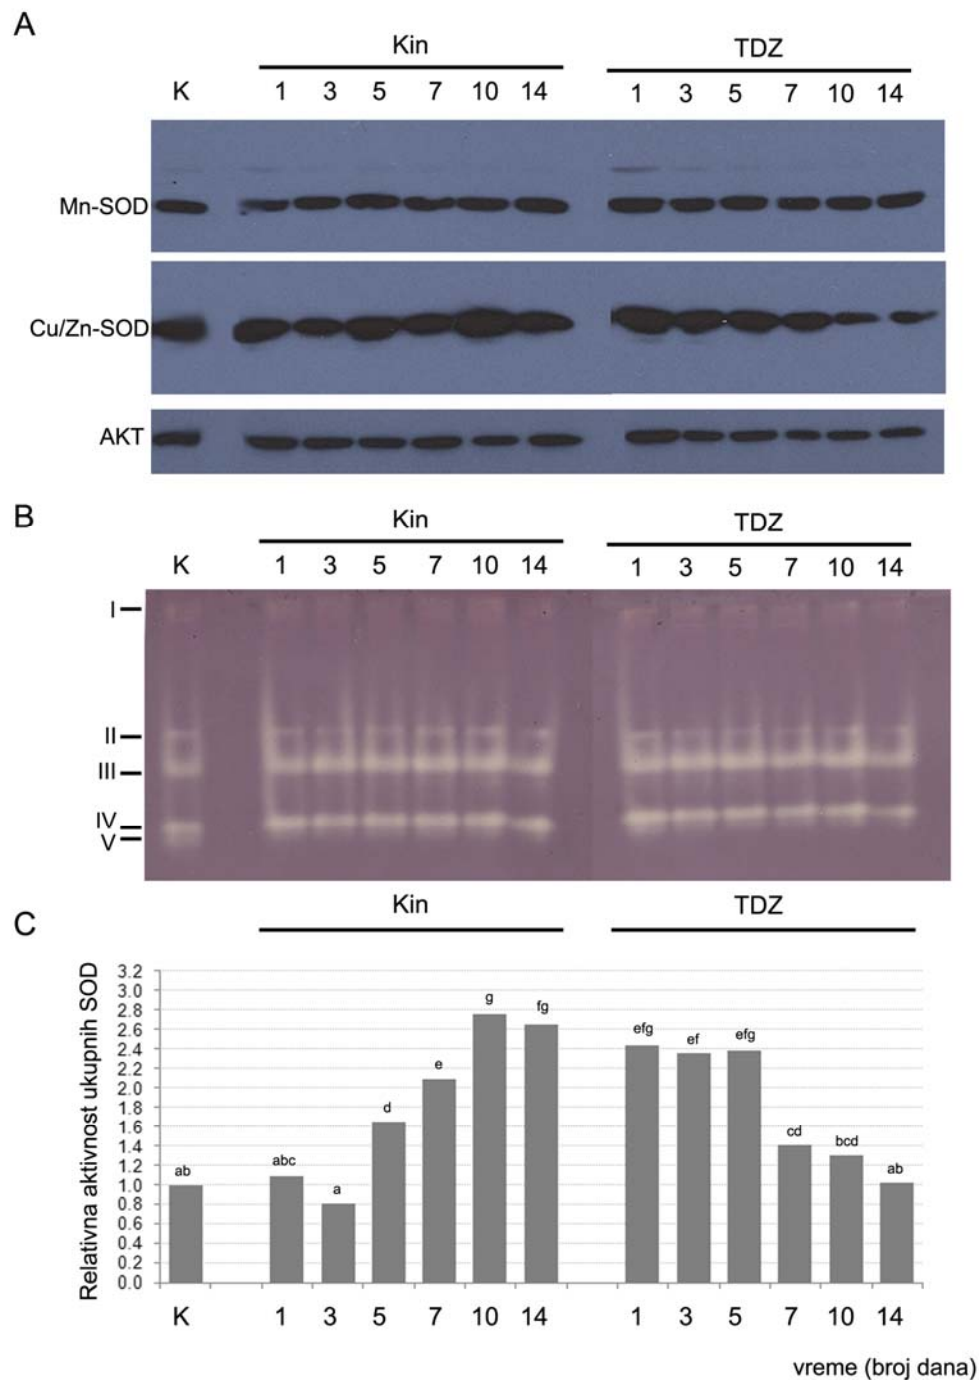 A
Kin TDZ
K 1 3 5 7 10 14 1 3 5 7 10 14
Mn-SOD
Cu/Zn-SOD
AKT
B
Kin TDZ
K 1 3 5 7 10 14 1 3 5 7 10 14
I
II
III
IV
V
C
Kin TDZ
Relativna aktivnost ukupnih SOD
3.2
3.0
2.8
2.6
2.4
2.2
2.0
1.8
1.6
1.4
1.2
1.0
0.8
0.6
0.4
0.2
0.0
ab abc a d e g fg efg ef efg cd bcd ab
K 1 3 5 7 10 14 1 3 5 7 10 14
vreme (broj dana)